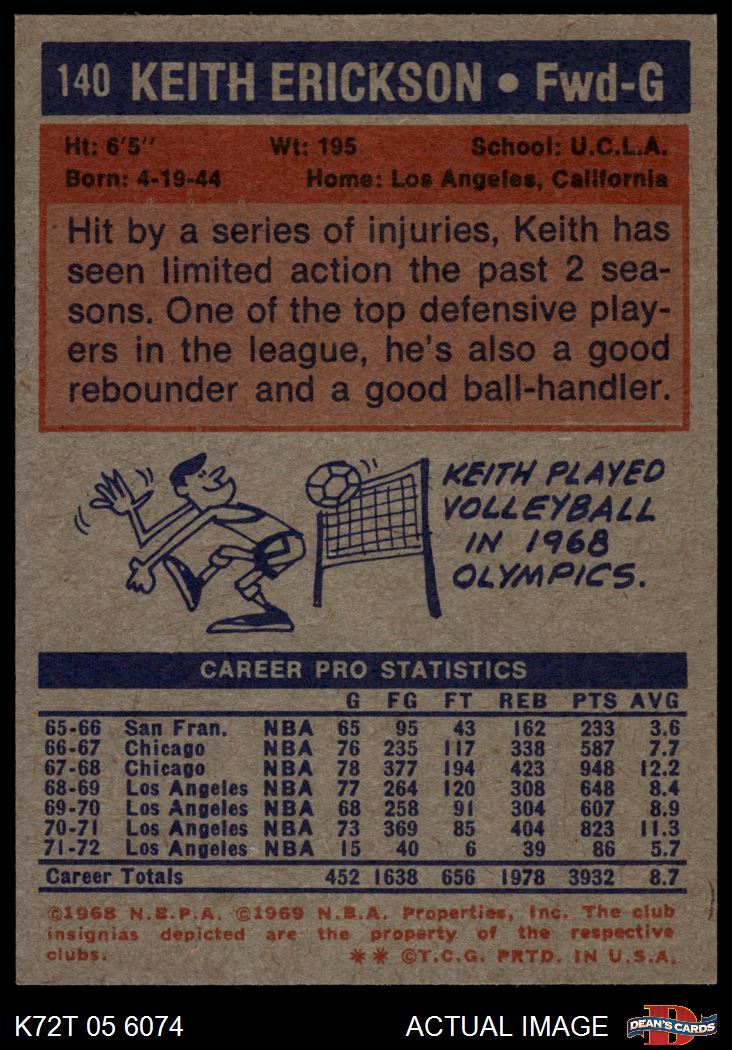 140 KEITH ERICKSON • Fwd-G
Ht: 6'5" Wt: 195 School: U.C.L.A.
Born: 4-19-44 Home: Los Angeles, California
Hit by a series of injuries, Keith has
seen limited action the past 2 sea-
sons. One of the top defensive play-
ers in the league, he's also a good
rebounder and a good ball-handler.
KEITH PLAYED
VOLLEYBALL
IN 1968
OLYMPICS.
CAREER PRO STATISTICS
G FG FT REB PTS AVG
65-66 San Fran. NBA 65 95 43 162 233 3.6
66-67 Chicago NBA 76 235 117 338 587 7.7
67-68 Chicago NBA 78 377 194 423 948 12.2
68-69 Los Angeles NBA 77 264 120 308 648 8.4
69-70 Los Angeles NBA 68 258 91 304 607 8.9
70-71 Los Angeles NBA 73 369 85 404 823 11.3
71-72 Los Angeles NBA 15 40 6 39 86 5.7
Career Totals 452 1638 656 1978 3932 8.7
©1968 N.B.P.A. ©1969 N.B.A. Properties, Inc. The club
insignias depicted are the property of the respective
clubs. ** ©T.C.G. PRTD. IN U.S.A.
K72T 05 6074 ACTUAL IMAGE D DEAN'S CARDS